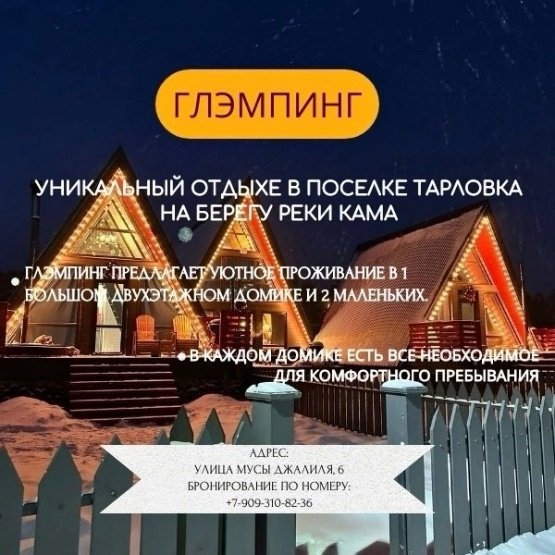 ГЛЭМПИНГ
УНИКАЛЬНЫЙ ОТДЫХЕ В ПОСЕЛКЕ ТАРЛОВКА
НА БЕРЕГУ РЕКИ КАМА
• ГЛЭМПИНГ ПРЕДЛАГАЕТ УЮТНОЕ ПРОЖИВАНИЕ В 1
БОЛЬШОМ ДВУХЭТАЖНОМ ДОМИКЕ И 2 МАЛЕНЬКИХ.
• В КАЖДОМ ДОМИКЕ ЕСТЬ ВСЕ НЕОБХОДИМОЕ
ДЛЯ КОМФОРТНОГО ПРЕБЫВАНИЯ
АДРЕС:
УЛИЦА МУСЫ ДЖАЛИЛЯ, 6
БРОНИРОВАНИЕ ПО НОМЕРУ:
+7-909-310-82-36